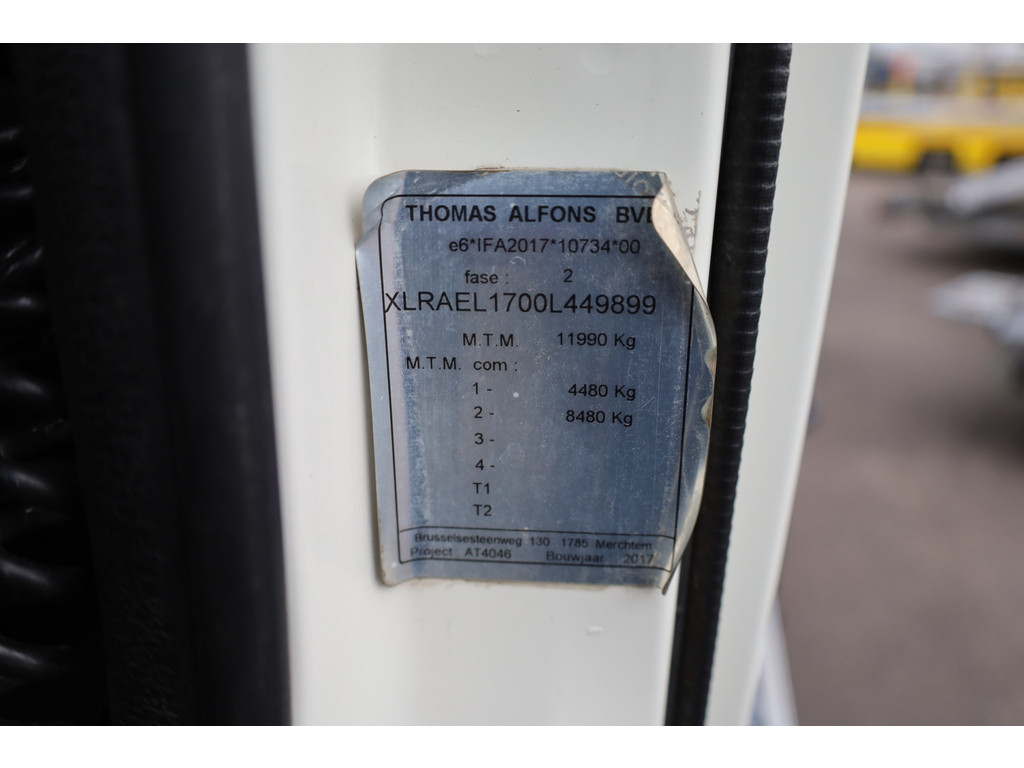 THOMAS ALFONS BVB
e6*IFA2017*10734*00
fase : 2
XLRAEL1700L449899
M.T.M. 11990 Kg
M.T.M. com :
1 - 4480 Kg
2 - 8480 Kg
3 -
4 -
T1
T2
Brusselsesteenweg 130 1785 Merchtem
Project AT4046 Bouwjaar 2017